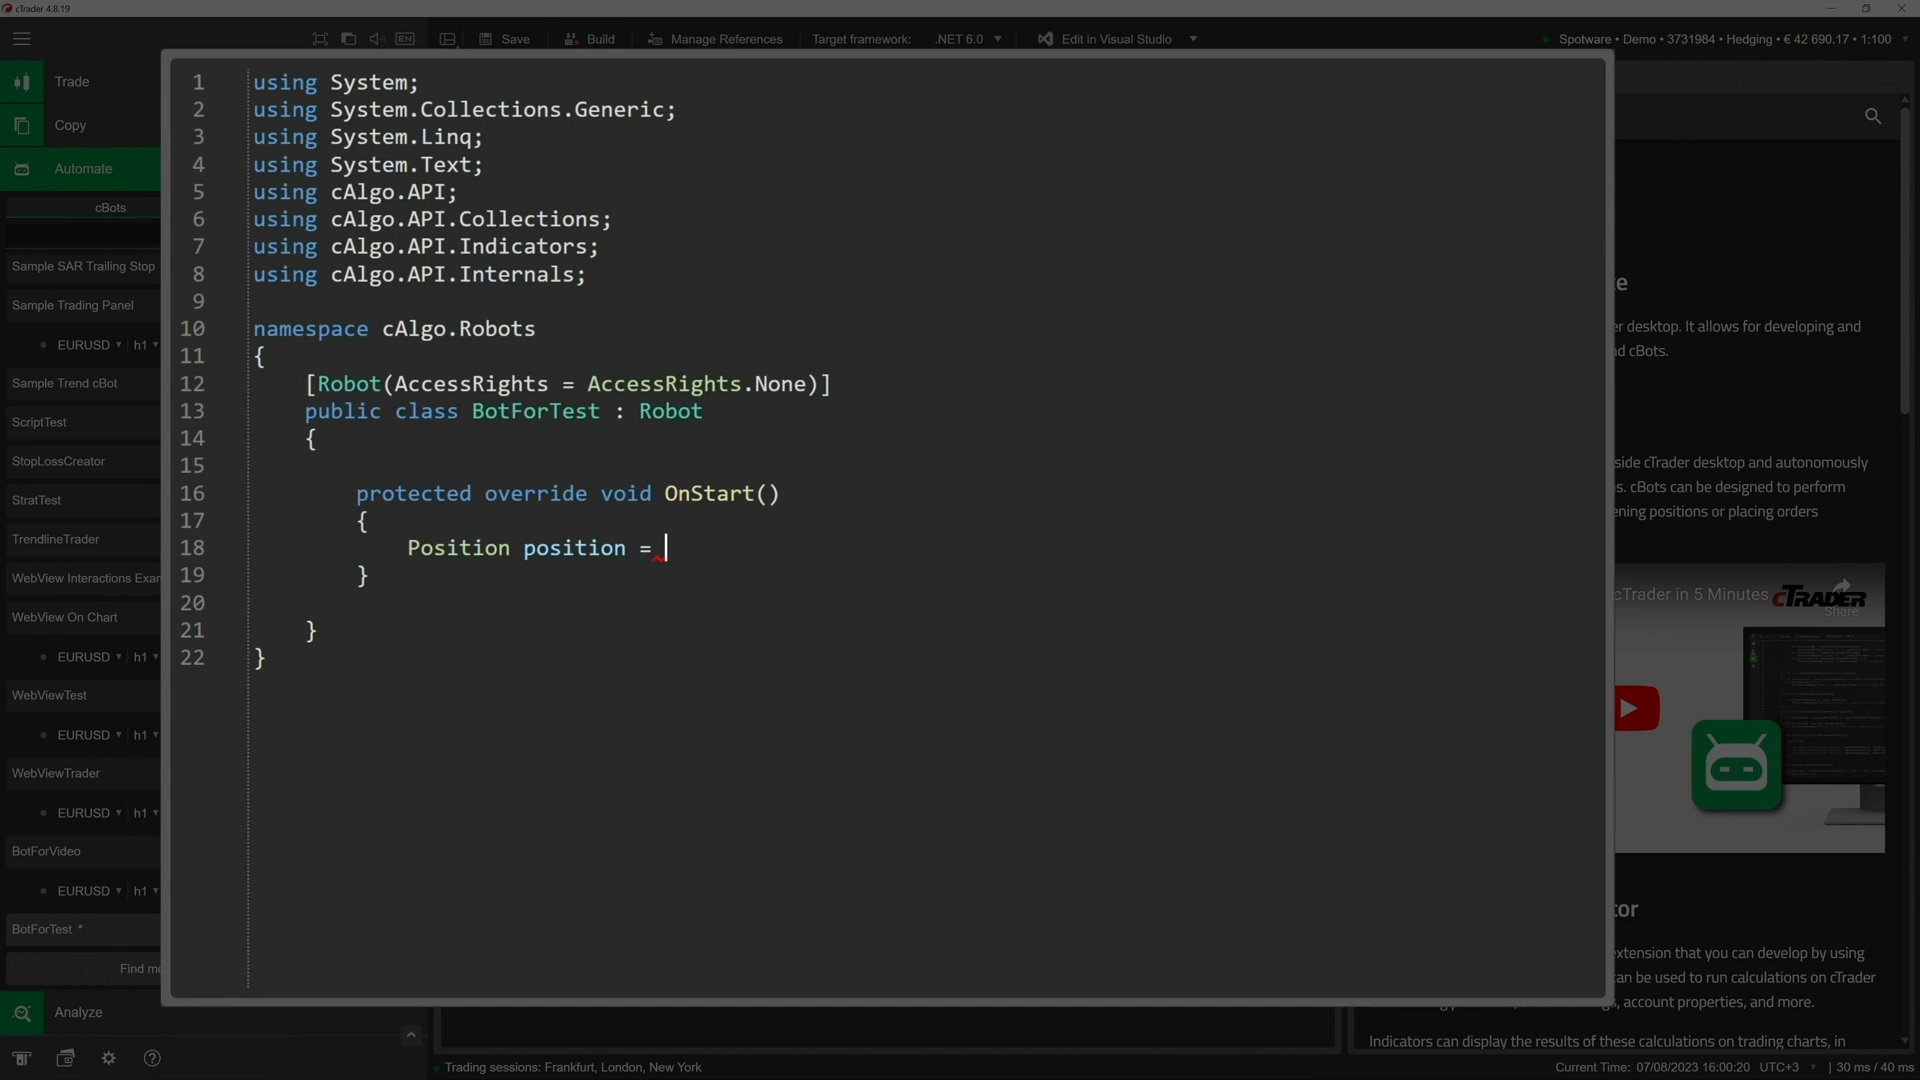 cTrader 4.8.19
EN
Save
Build
Manage References
Target framework:
.NET 6.0
Edit in Visual Studio
Spotware • Demo • 3731984 • Hedging • € 42 690.17 • 1:100
Trade
Copy
Automate
cBots
Sample SAR Trailing Stop
Sample Trading Panel
EURUSD h1
Sample Trend cBot
ScriptTest
StopLossCreator
StratTest
TrendlineTrader
WebView Interactions Exam
WebView On Chart
EURUSD h1
WebViewTest
EURUSD h1
WebViewTrader
EURUSD h1
BotForVideo
EURUSD h1
BotForTest *
Find mo
Analyze
1 using System;
2 using System.Collections.Generic;
3 using System.Linq;
4 using System.Text;
5 using cAlgo.API;
6 using cAlgo.API.Collections;
7 using cAlgo.API.Indicators;
8 using cAlgo.API.Internals;
9
10 namespace cAlgo.Robots
11 {
12 [Robot(AccessRights = AccessRights.None)]
13 public class BotForTest : Robot
14 {
15
16 protected override void OnStart()
17 {
18 Position position =
19 }
20
21 }
22 }
r desktop. It allows for developing and
d cBots.
side cTrader desktop and autonomously
s. cBots can be designed to perform
ening positions or placing orders
cTrader in 5 Minutes
cTRADER
Share
tor
xtension that you can develop by using
can be used to run calculations on cTrader
, account properties, and more.
Indicators can display the results of these calculations on trading charts, in
Trading sessions: Frankfurt, London, New York
Current Time: 07/08/2023 16:00:20 UTC+3 | 30 ms / 40 ms